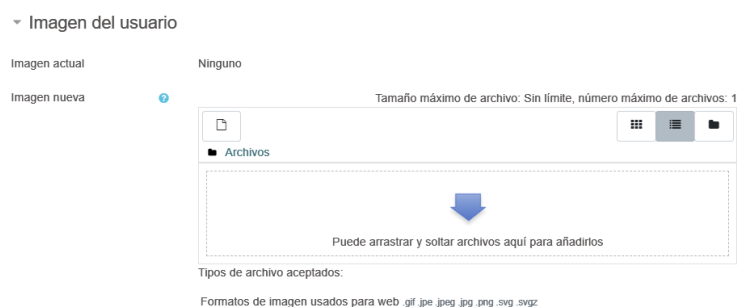 Imagen del usuario
Imagen actual Ninguno
Imagen nueva Tamaño máximo de archivo: Sin límite, número máximo de archivos: 1
Archivos
Puede arrastrar y soltar archivos aquí para añadirlos
Tipos de archivo aceptados:
Formatos de imagen usados para web .gif .jpe .jpeg .jpg .png .svg .svgz